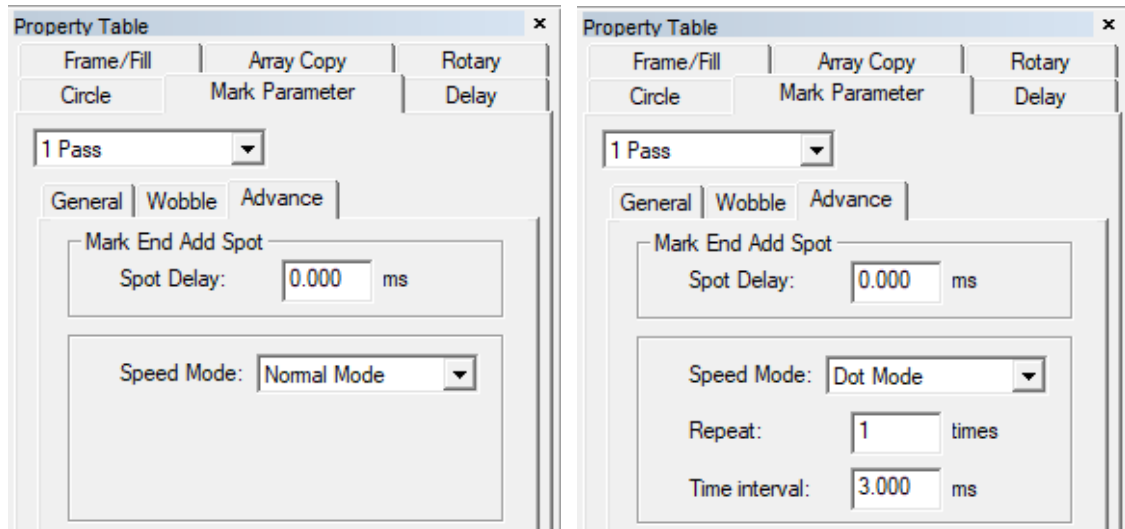 Property Table x
Frame/Fill Array Copy Rotary
Circle Mark Parameter Delay
1 Pass
General Wobble Advance
Mark End Add Spot
Spot Delay: 0.000 ms
Speed Mode: Normal Mode
Property Table x
Frame/Fill Array Copy Rotary
Circle Mark Parameter Delay
1 Pass
General Wobble Advance
Mark End Add Spot
Spot Delay: 0.000 ms
Speed Mode: Dot Mode
Repeat: 1 times
Time interval: 3.000 ms